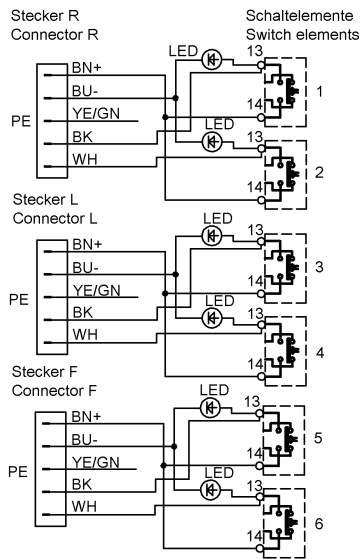 Stecker R
Connector R
Schaltelemente
Switch elements
LED
13
BN+
BU-
1
YE/GN
14
PE
LED
BK
13
WH
2
14
Stecker L
Connector L
LED
13
BN+
BU-
3
14
YE/GN
LED
PE
BK
13
WH
4
14
Stecker F
Connector F
LED
13
BN+
BU-
5
14
YE/GN
LED
PE
BK
13
WH
6
14